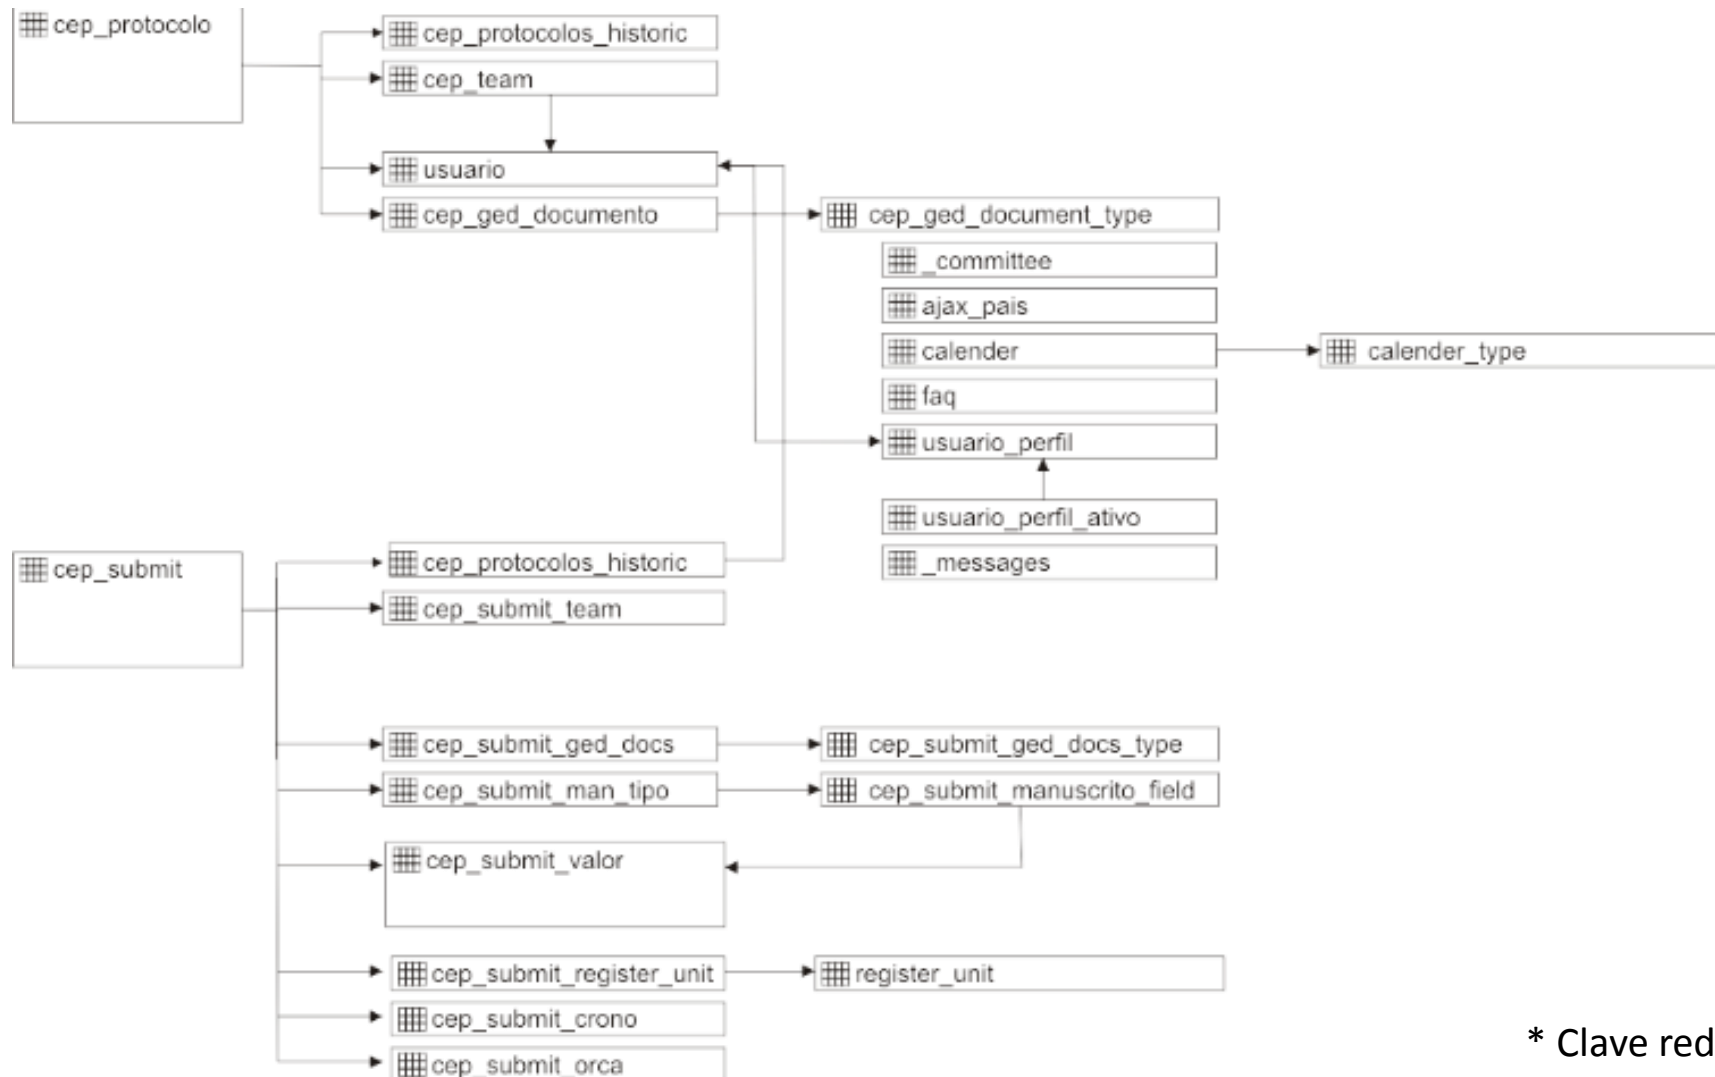 cep_protocolo
cep_protocolos_historic
cep_team
usuario
cep_ged_documento
cep_ged_document_type
_committee
ajax_pais
calender
calender_type
faq
usuario_perfil
usuario_perfil_ativo
_messages
cep_submit
cep_protocolos_historic
cep_submit_team
cep_submit_ged_docs
cep_submit_ged_docs_type
cep_submit_man_tipo
cep_submit_manuscrito_field
cep_submit_valor
cep_submit_register_unit
register_unit
cep_submit_crono
cep_submit_orca
* Clave red